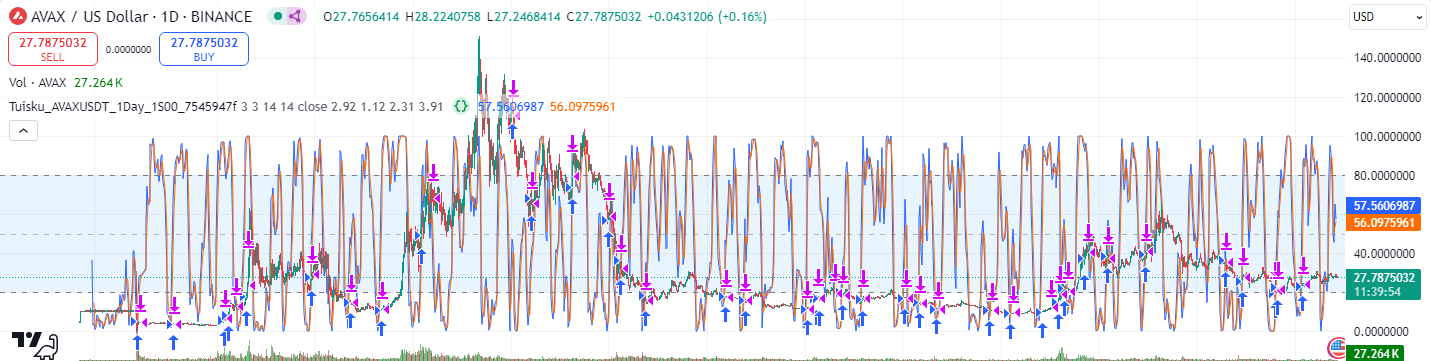 AVAX / US Dollar · 1D · BINANCE O27.7656414 H28.2240758 L27.2468414 C27.7875032 +0.0431206 (+0.16%)
USD
27.7875032 0.0000000 27.7875032
SELL BUY
Vol · AVAX 27.264K
Tuisku_AVAXUSDT_1Day_1S00_7545947f 3 3 14 14 close 2.92 1.12 2.31 3.91 {} 57.5606987 56.0975961
140.0000000
120.0000000
100.0000000
80.0000000
57.5606987
56.0975961
40.0000000
27.7875032
11:39:54
0.0000000
27.264K